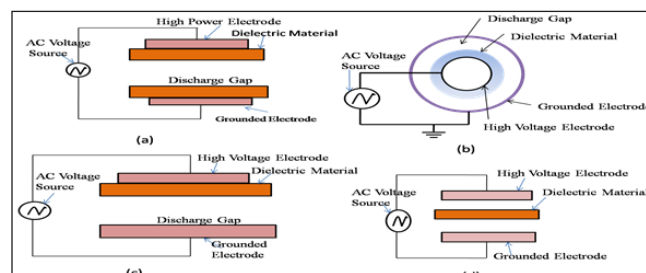 High Power Electrode
Dielectric Material
AC Voltage
Source
Discharge Gap
Grounded Electrode
(a)
Discharge Gap
Dielectric Material
AC Voltage
Source
Grounded Electrode
High Voltage Electrode
(b)
High Voltage Electrode
Dielectric Material
AC Voltage
Source
Discharge Gap
Grounded
Electrode
(c)
High Voltage Electrode
AC Voltage
Source
Dielectric Material
Grounded Electrode
(d)